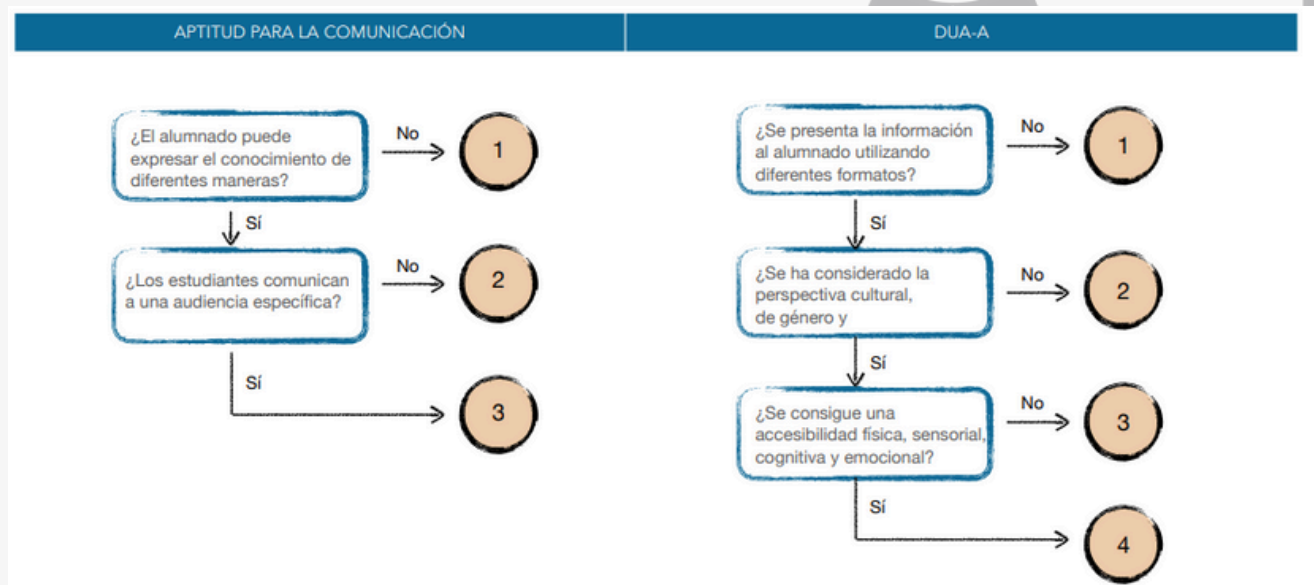 APTITUD PARA LA COMUNICACIÓN
¿El alumnado puede
expresar el conocimiento de
diferentes maneras?
No
1
Sí
¿Los estudiantes comunican
a una audiencia específica?
No
2
Sí
3
DUA-A
¿Se presenta la información
al alumnado utilizando
diferentes formatos?
No
1
Sí
¿Se ha considerado la
perspectiva cultural,
de género y
No
2
Sí
¿Se consigue una
accesibilidad física, sensorial,
cognitiva y emocional?
No
3
Sí
4